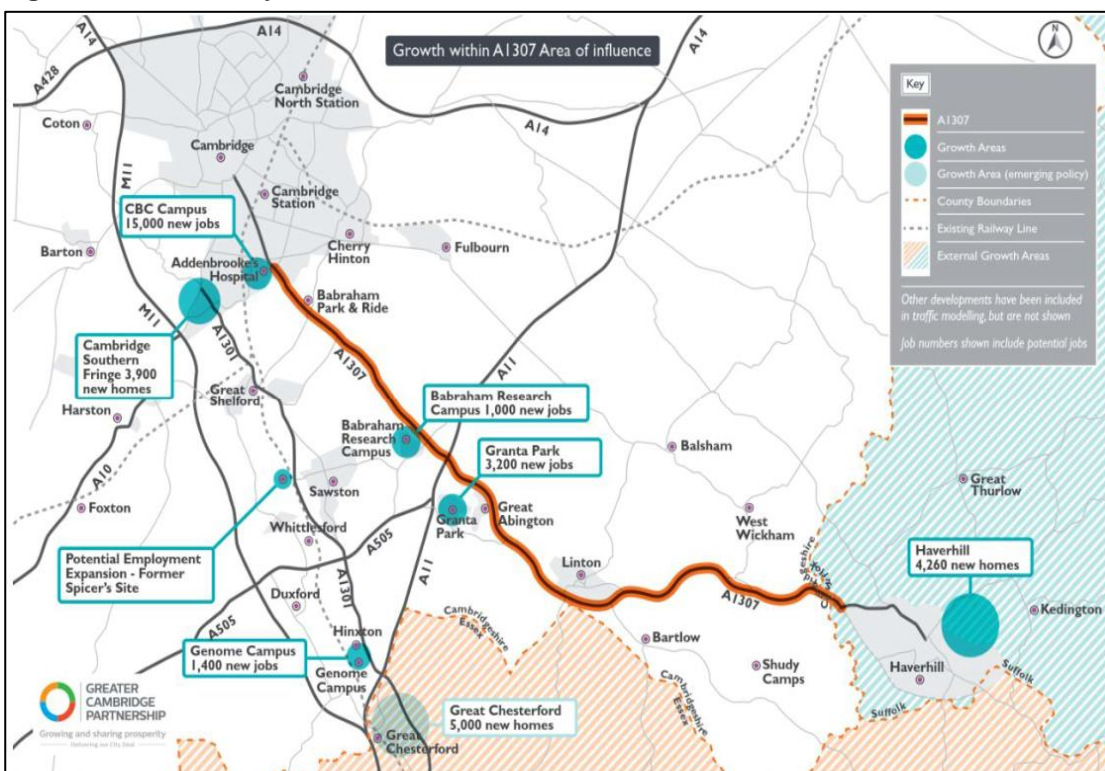 Growth within A1307 Area of influence
A14
A14
A14
A14
A428
Cambridge
North Station
Coton
Cambridge
M11
Cambridge
Station
CBC Campus
15,000 new jobs
Cherry
Hinton
Fulbourn
Barton
Addenbrooke's
Hospital
Babraham
Park & Ride
M11
A1301
A1307
A11
Cambridge
Southern
Fringe 3,900
new homes
Great
Shelford
Harston
Babraham Research
Campus 1,000 new jobs
Babraham
Research
Campus
Granta Park
3,200 new jobs
Balsham
A10
Sawston
Great
Abington
Granta
Park
Foxton
Whittlesford
A505
West
Wickham
Great
Thurlow
Potential Employment
Expansion - Former
Spicer's Site
A11
Linton
Haverhill
4,260 new homes
Duxford
A1301
A1307
Kedington
A505
Hinxton
Cambridgeshire
Essex
Bartlow
Genome Campus
1,400 new jobs
Genome
Campus
Shudy
Camps
Haverhill
Suffolk
Cambridgeshire
Essex
Suffolk
Great Chesterford
5,000 new homes
Great
Chesterford
Key
A1307
Growth Areas
Growth Area (emerging policy)
County Boundaries
Existing Railway Line
External Growth Areas
Other developments have been included
in traffic modelling, but are not shown
Job numbers shown include potential jobs
N
GREATER
CAMBRIDGE
PARTNERSHIP
Growing and sharing prosperity
Delivering our City Deal